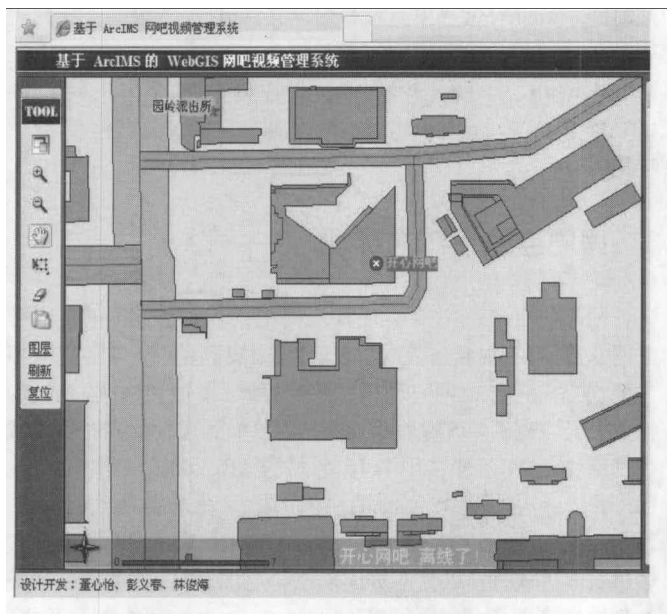 基于 ArcIMS 网吧视频管理系统
基于 ArcIMS 的 WebGIS 网吧视频管理系统
TOOL
园岭派出所
开心网吧
图层
刷新
复位
0
开心网吧 离线了!
设计开发:董心怡、彭义春、林俊海